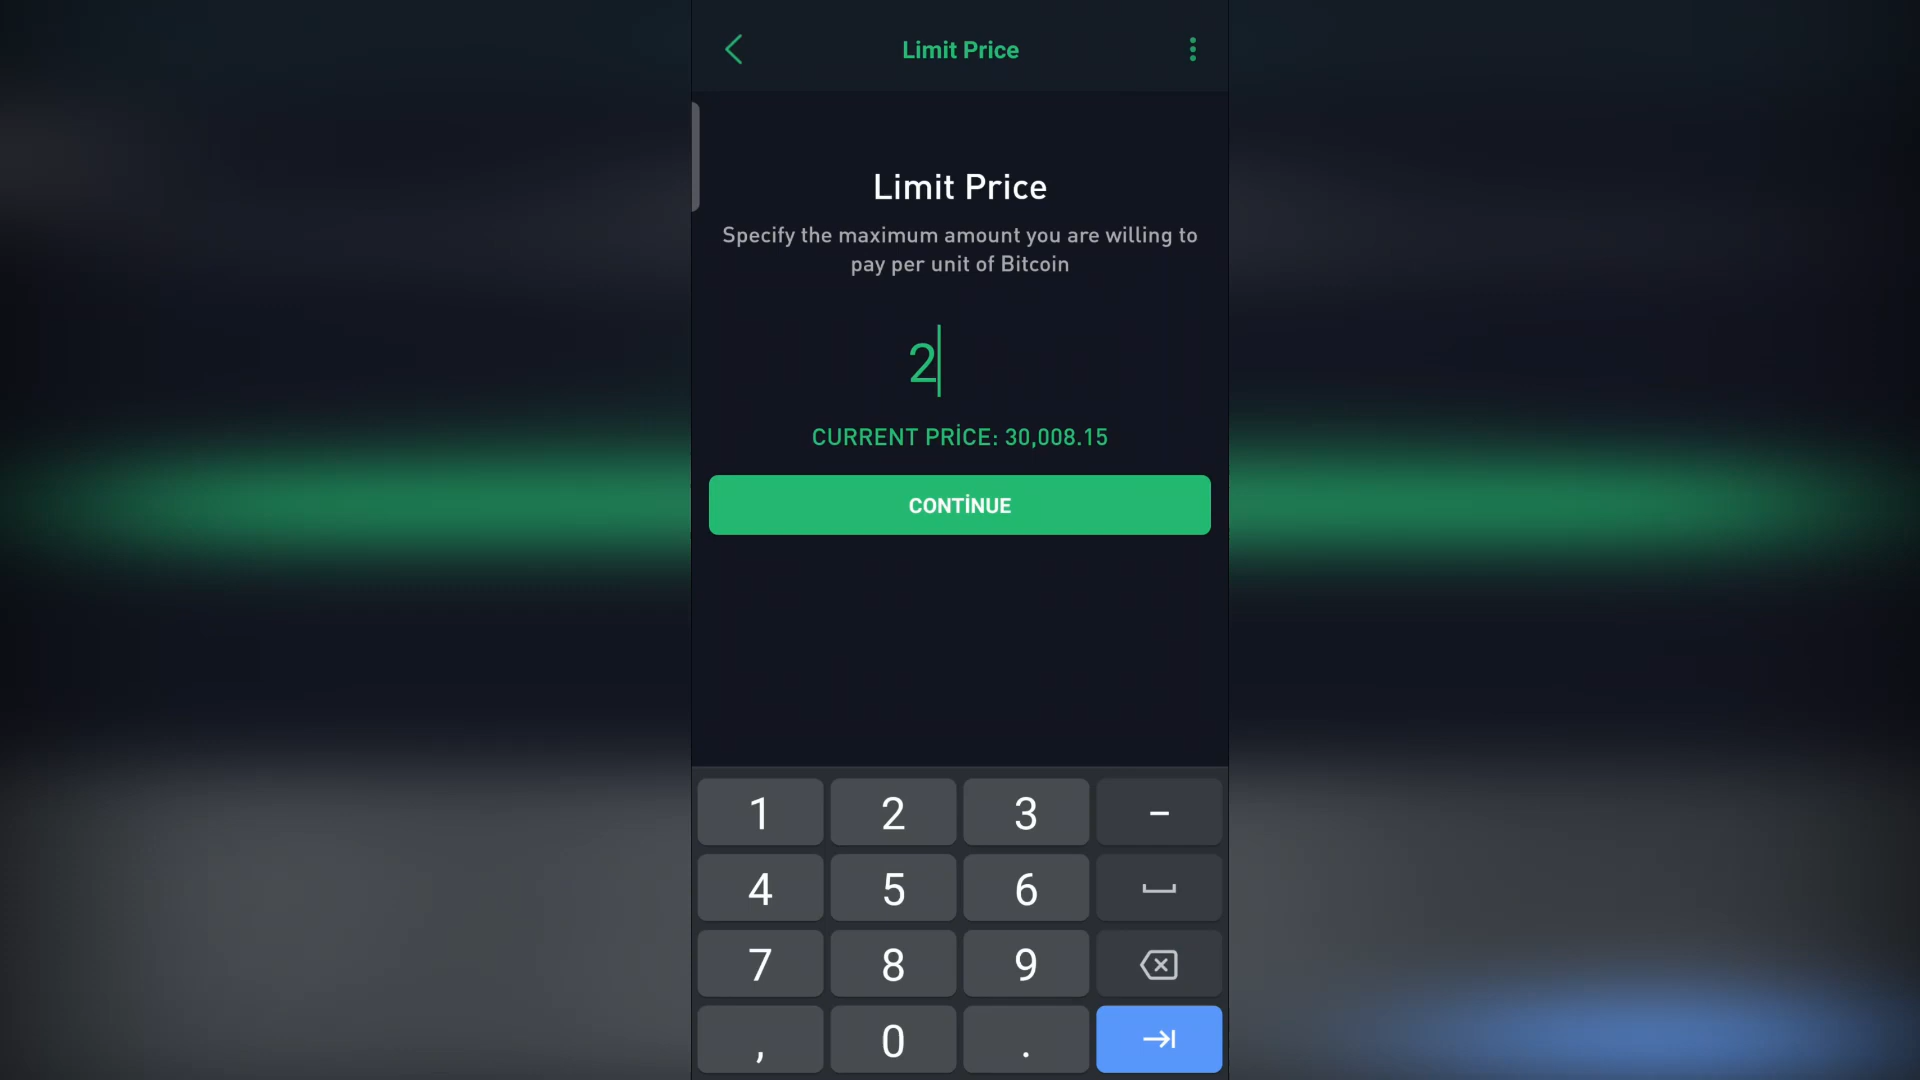 Limit Price
Limit Price
Specify the maximum amount you are willing to
pay per unit of Bitcoin
2
CURRENT PRİCE: 30,008.15
CONTİNUE
1 2 3 –
4 5 6
7 8 9
, 0 .